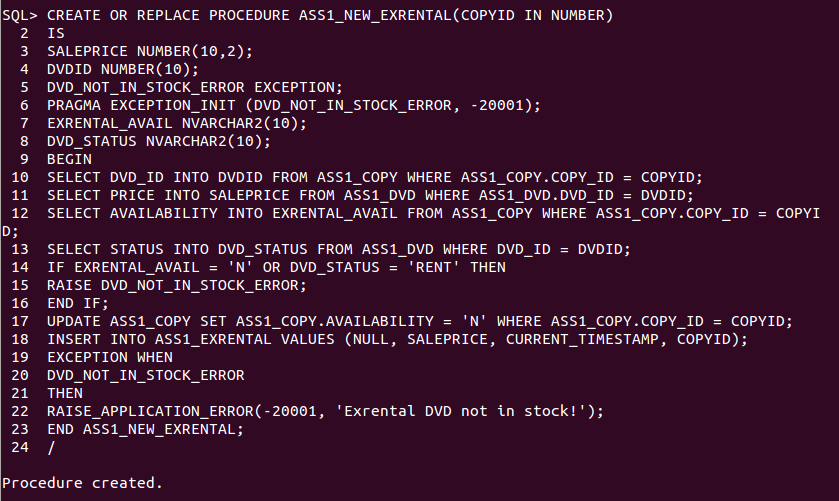 SQL> CREATE OR REPLACE PROCEDURE ASS1_NEW_EXRENTAL(COPYID IN NUMBER)
  2  IS
  3  SALEPRICE NUMBER(10,2);
  4  DVDID NUMBER(10);
  5  DVD_NOT_IN_STOCK_ERROR EXCEPTION;
  6  PRAGMA EXCEPTION_INIT (DVD_NOT_IN_STOCK_ERROR, -20001);
  7  EXRENTAL_AVAIL NVARCHAR2(10);
  8  DVD_STATUS NVARCHAR2(10);
  9  BEGIN
 10  SELECT DVD_ID INTO DVDID FROM ASS1_COPY WHERE ASS1_COPY.COPY_ID = COPYID;
 11  SELECT PRICE INTO SALEPRICE FROM ASS1_DVD WHERE ASS1_DVD.DVD_ID = DVDID;
 12  SELECT AVAILABILITY INTO EXRENTAL_AVAIL FROM ASS1_COPY WHERE ASS1_COPY.COPY_ID = COPYI
D;
 13  SELECT STATUS INTO DVD_STATUS FROM ASS1_DVD WHERE DVD_ID = DVDID;
 14  IF EXRENTAL_AVAIL = 'N' OR DVD_STATUS = 'RENT' THEN
 15  RAISE DVD_NOT_IN_STOCK_ERROR;
 16  END IF;
 17  UPDATE ASS1_COPY SET ASS1_COPY.AVAILABILITY = 'N' WHERE ASS1_COPY.COPY_ID = COPYID;
 18  INSERT INTO ASS1_EXRENTAL VALUES (NULL, SALEPRICE, CURRENT_TIMESTAMP, COPYID);
 19  EXCEPTION WHEN
 20  DVD_NOT_IN_STOCK_ERROR
 21  THEN
 22  RAISE_APPLICATION_ERROR(-20001, 'Exrental DVD not in stock!');
 23  END ASS1_NEW_EXRENTAL;
 24  /
Procedure created.